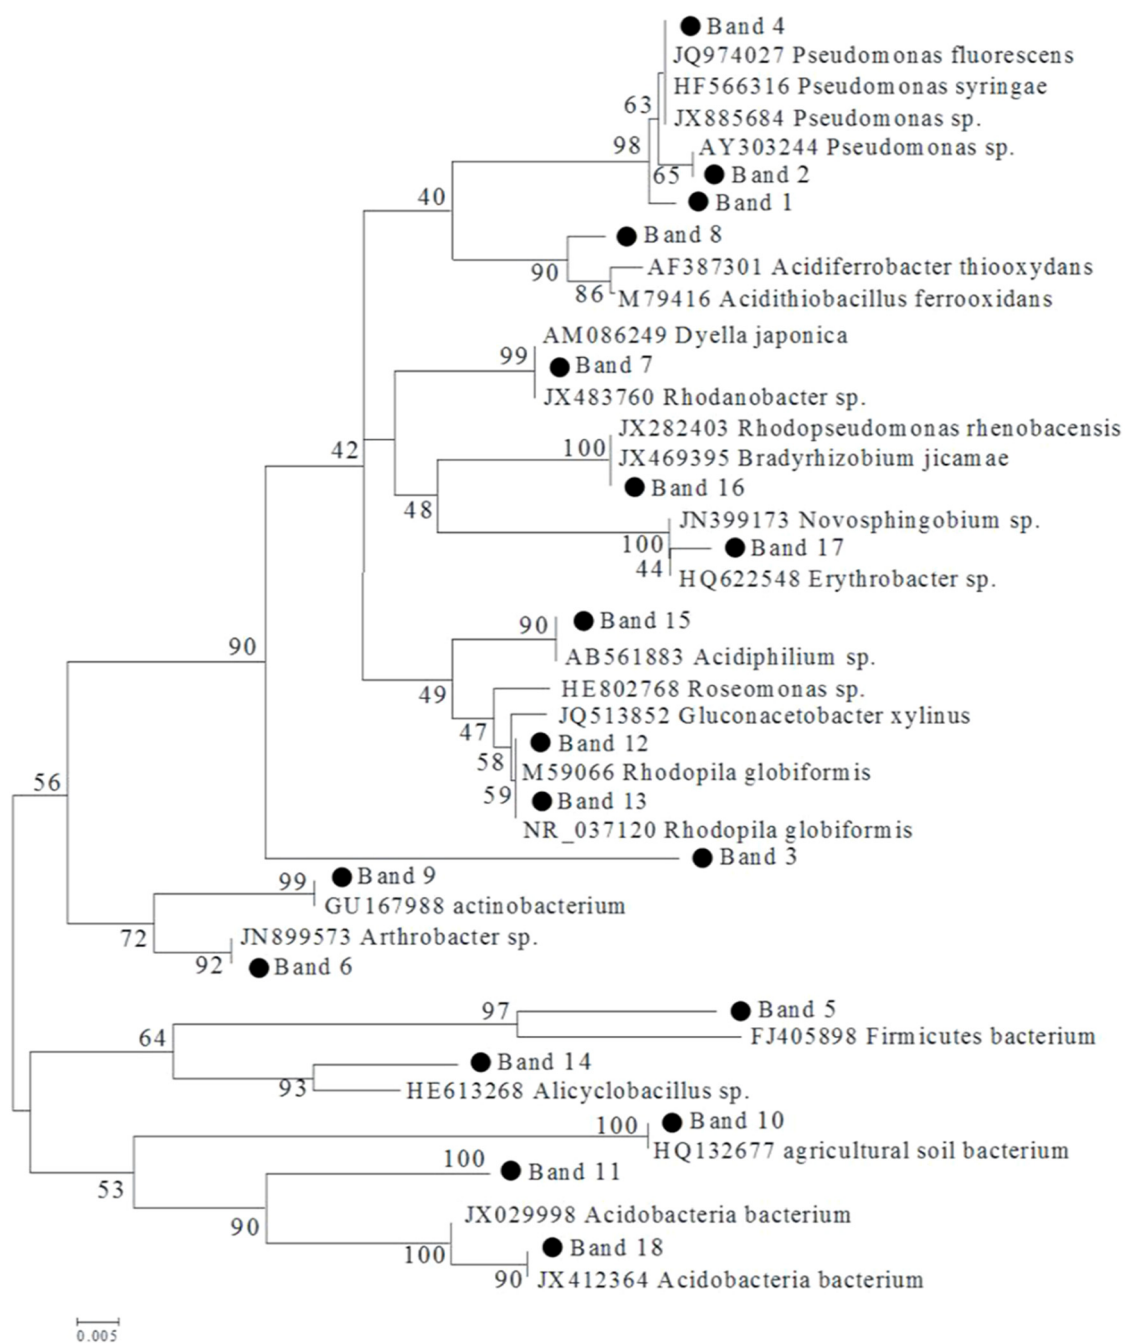 Band 4
JQ974027 Pseudomonas fluorescens
HF566316 Pseudomonas syringae
63
JX885684 Pseudomonas sp.
98
AY303244 Pseudomonas sp.
65
Band 2
40
Band 1
Band 8
90
AF387301 Acidiferrobacter thiooxydans
86
M79416 Acidithiobacillus ferrooxidans
AM086249 Dyella japonica
99
Band 7
JX483760 Rhodanobacter sp.
JX282403 Rhodopseudomonas rhenobacensis
42
100
JX469395 Bradyrhizobium jicamae
Band 16
48
JN399173 Novosphingobium sp.
100
Band 17
44
HQ622548 Erythrobacter sp.
90
Band 15
90
AB561883 Acidiphilium sp.
49
HE802768 Roseomonas sp.
JQ513852 Gluconacetobacter xylinus
47
Band 12
58
M59066 Rhodopila globiformis
56
59
Band 13
NR_037120 Rhodopila globiformis
Band 3
99
Band 9
GU167988 actinobacterium
72
JN899573 Arthrobacter sp.
92
Band 6
97
Band 5
64
FJ405898 Firmicutes bacterium
Band 14
93
HE613268 Alicyclobacillus sp.
100
Band 10
HQ132677 agricultural soil bacterium
100
Band 11
53
JX029998 Acidobacteria bacterium
90
100
Band 18
90
JX412364 Acidobacteria bacterium
0.005